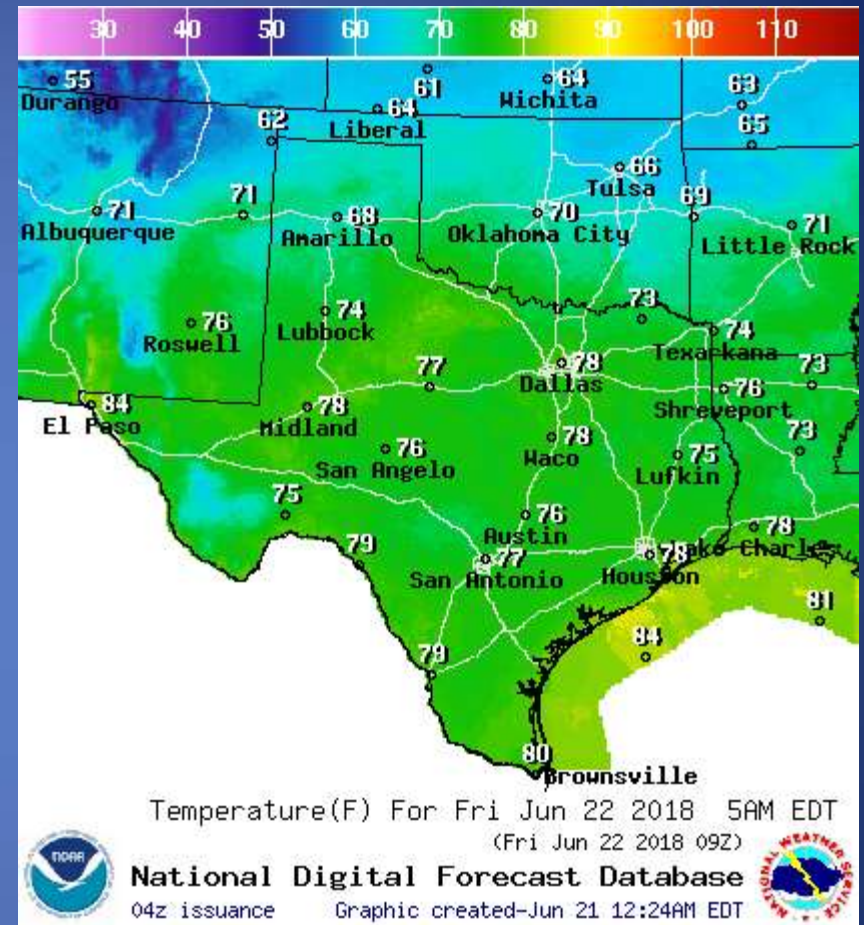 30 40 50 60 70 80 90 100 110
55
Durango
61
64
Wichita
63
64
Liberal
62
65
66
Tulsa
71
Albuquerque
71
68
Amarillo
70
Oklahoma City
69
71
Little Rock
76
Roswell
74
Lubbock
73
74
Texarkana
77
78
Dallas
73
76
Shreveport
84
El Paso
78
Midland
76
San Angelo
78
Waco
75
Lufkin
73
75
76
Austin
78
79
77
San Antonio
78
Houston
81
84
79
80
Brownsville
Temperature(F) For Fri Jun 22 2018 5AM EDT
(Fri Jun 22 2018 09Z)
NOAA
NATIONAL WEATHER SERVICE
National Digital Forecast Database
04z issuance Graphic created-Jun 21 12:24AM EDT